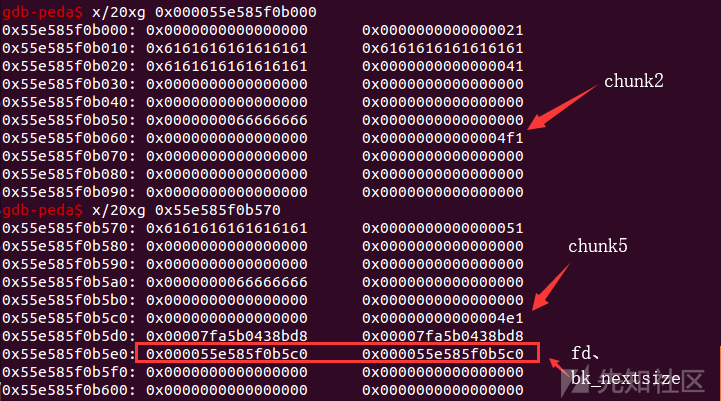 gdb-peda$ x/20xg 0x000055e585f0b000
0x55e585f0b000: 0x0000000000000000 0x0000000000000021
0x55e585f0b010: 0x6161616161616161 0x6161616161616161
0x55e585f0b020: 0x6161616161616161 0x0000000000000041
0x55e585f0b030: 0x0000000000000000 0x0000000000000000
0x55e585f0b040: 0x0000000000000000 0x0000000000000000
0x55e585f0b050: 0x0000000066666666 0x0000000000000000
chunk2
0x55e585f0b060: 0x0000000000000000 0x00000000000004f1
0x55e585f0b070: 0x0000000000000000 0x0000000000000000
0x55e585f0b080: 0x0000000000000000 0x0000000000000000
0x55e585f0b090: 0x0000000000000000 0x0000000000000000
gdb-peda$ x/20xg 0x55e585f0b570
0x55e585f0b570: 0x6161616161616161 0x0000000000000051
0x55e585f0b580: 0x0000000000000000 0x0000000000000000
chunk5
0x55e585f0b590: 0x0000000000000000 0x0000000000000000
0x55e585f0b5a0: 0x0000000066666666 0x0000000000000000
0x55e585f0b5b0: 0x0000000000000000 0x0000000000000000
0x55e585f0b5c0: 0x0000000000000000 0x00000000000004e1
0x55e585f0b5d0: 0x00007fa5b0438bd8 0x00007fa5b0438bd8
0x55e585f0b5e0: 0x000055e585f0b5c0 0x000055e585f0b5c0
fd、
bk_nextsize
0x55e585f0b5f0: 0x0000000000000000 0x0000000000000000
0x55e585f0b600: 0x0000000000000000 0x0000000000000000
先知社区